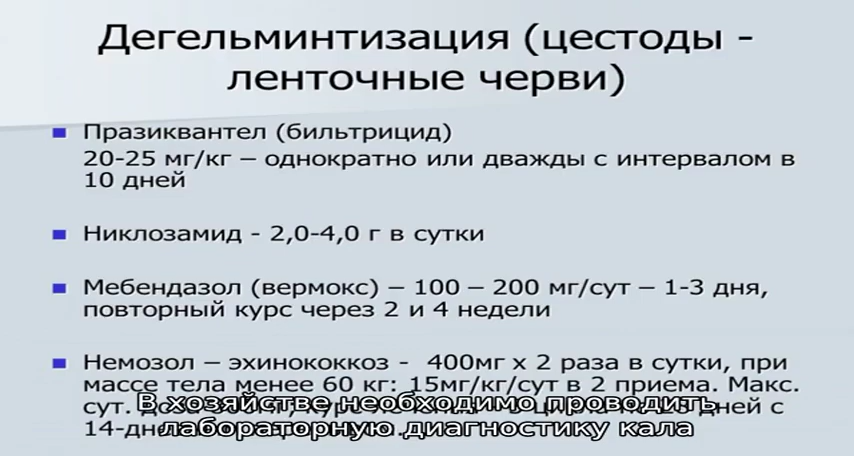 Дегельминтизация (цестоды -
ленточные черви)
Празиквантел (бильтрицид)
20-25 мг/кг – однократно или дважды с интервалом в
10 дней
Никлозамид - 2,0-4,0 г в сутки
Мебендазол (вермокс) – 100 – 200 мг/сут – 1-3 дня,
повторный курс через 2 и 4 недели
Немозол – эхинококкоз - 400мг х 2 раза в сутки, при
массе тела менее 60 кг: 15мг/кг/сут в 2 приема. Макс.
сут. дней с
В хозяйстве необходимо проводить
лабораторную диагностику кала